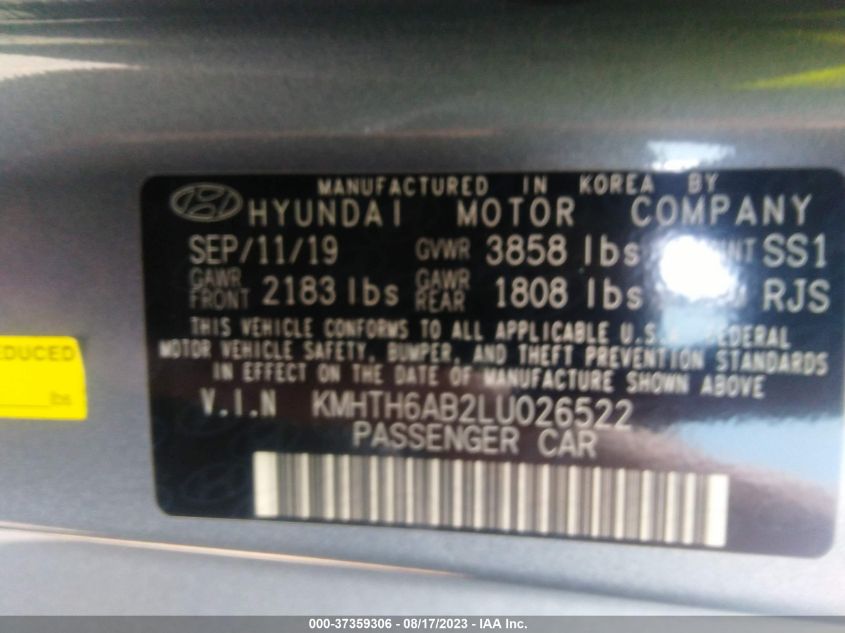 MANUFACTURED IN KOREA BY
HYUNDAI MOTOR COMPANY
SEP/11/19 GVWR 3858 lbs SS1
GAWR FRONT 2183 lbs GAWR REAR 1808 lbs RJS
THIS VEHICLE CONFORMS TO ALL APPLICABLE U.S.A. FEDERAL
MOTOR VEHICLE SAFETY, BUMPER, AND THEFT PREVENTION STANDARDS
IN EFFECT ON THE DATE OF MANUFACTURE SHOWN ABOVE
EDUCED
lbs
V.I.N KMHTH6AB2LU026522
PASSENGER CAR
000-37359306 - 08/17/2023 - IAA Inc.